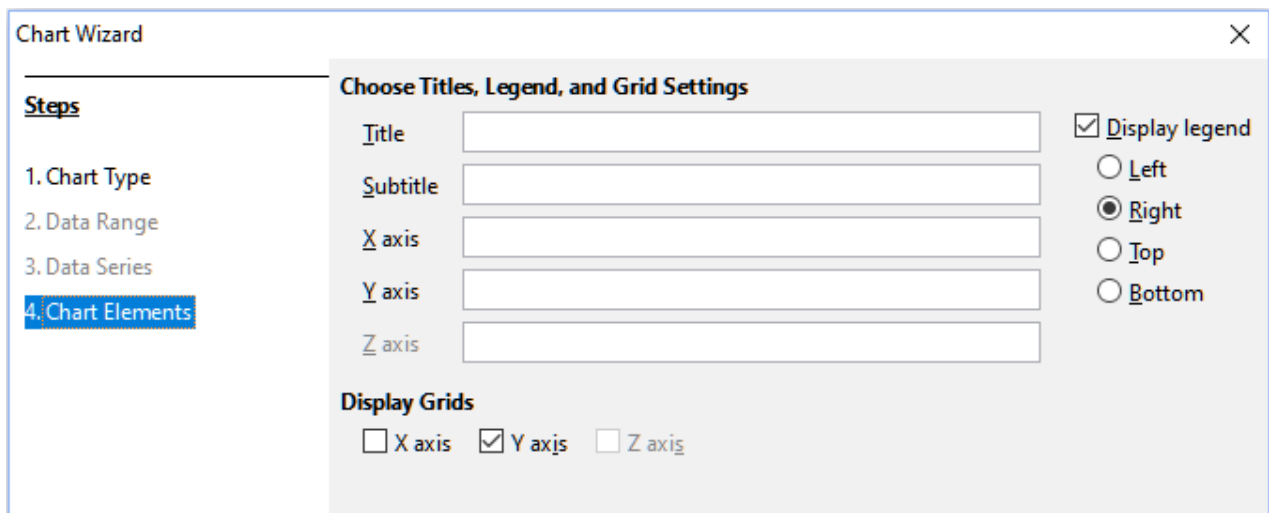 Chart Wizard
Steps
1. Chart Type
2. Data Range
3. Data Series
4. Chart Elements
Choose Titles, Legend, and Grid Settings
Title
Subtitle
X axis
Y axis
Z axis
Display legend
Left
Right
Top
Bottom
Display Grids
X axis Y axis Z axis